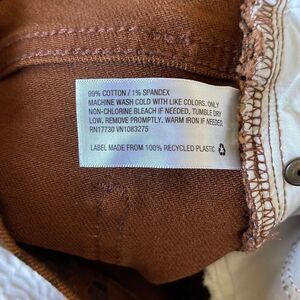 99% COTTON / 1% SPANDEX
MACHINE WASH COLD WITH LIKE COLORS. ONLY
NON-CHLORINE BLEACH IF NEEDED. TUMBLE DRY
LOW, REMOVE PROMPTLY. WARM IRON IF NEEDED.
RN17730 VN1083275
LABEL MADE FROM 100% RECYCLED PLASTIC